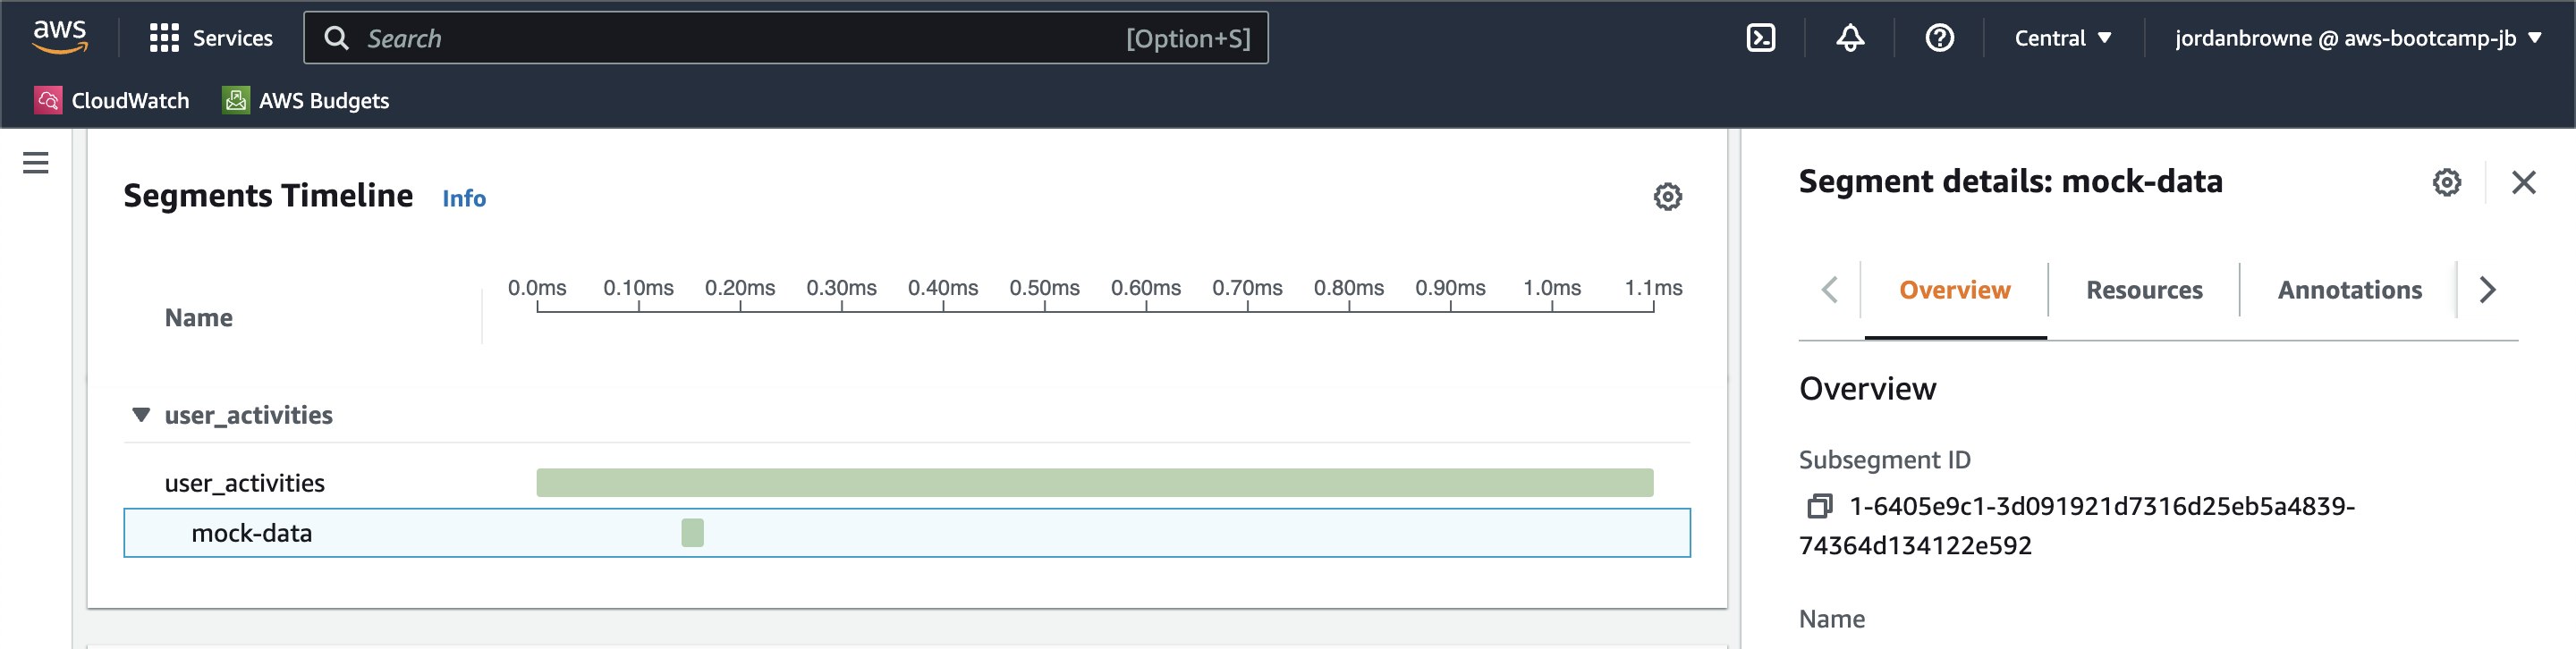 aws Services Search [Option+S] Central jordanbrowne @ aws-bootcamp-jb
CloudWatch AWS Budgets
Segments Timeline Info
Name
0.0ms 0.10ms 0.20ms 0.30ms 0.40ms 0.50ms 0.60ms 0.70ms 0.80ms 0.90ms 1.0ms 1.1ms
user_activities
user_activities
mock-data
Segment details: mock-data
Overview Resources Annotations
Overview
Subsegment ID
1-6405e9c1-3d091921d7316d25eb5a4839-
74364d134122e592
Name